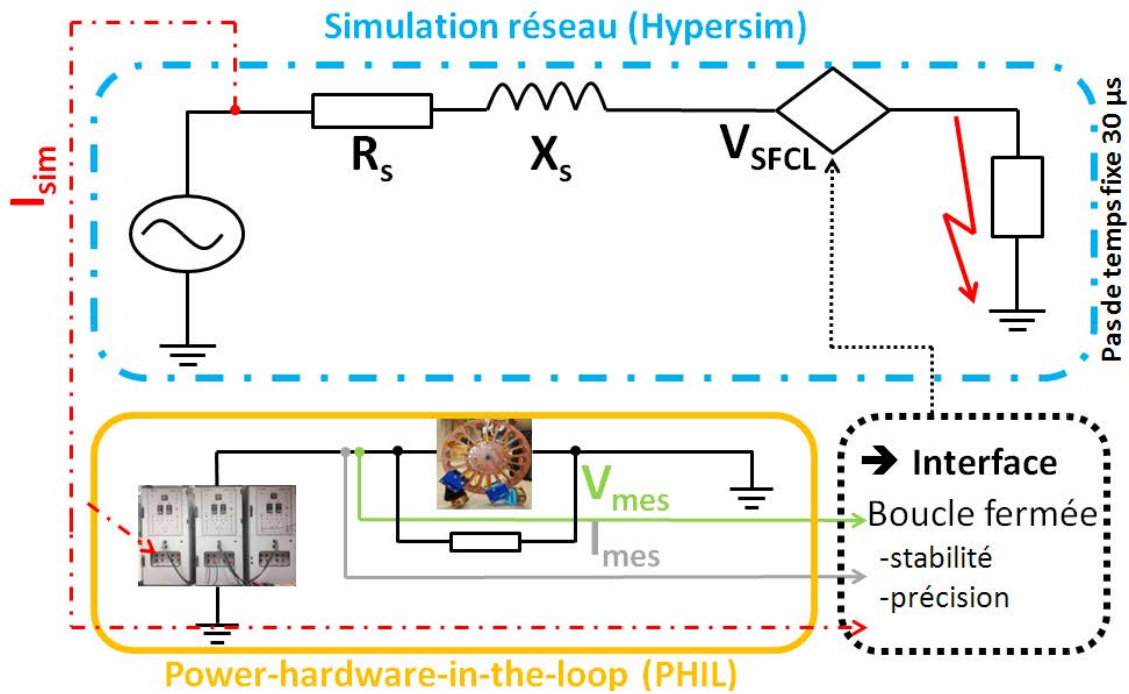 Simulation réseau (Hypersim)
I_sim
R_s
X_s
V_SFCL
Pas de temps fixe 30 µs
V_mes
I_mes
➔ Interface
Boucle fermée
-stabilité
-précision
Power-hardware-in-the-loop (PHIL)